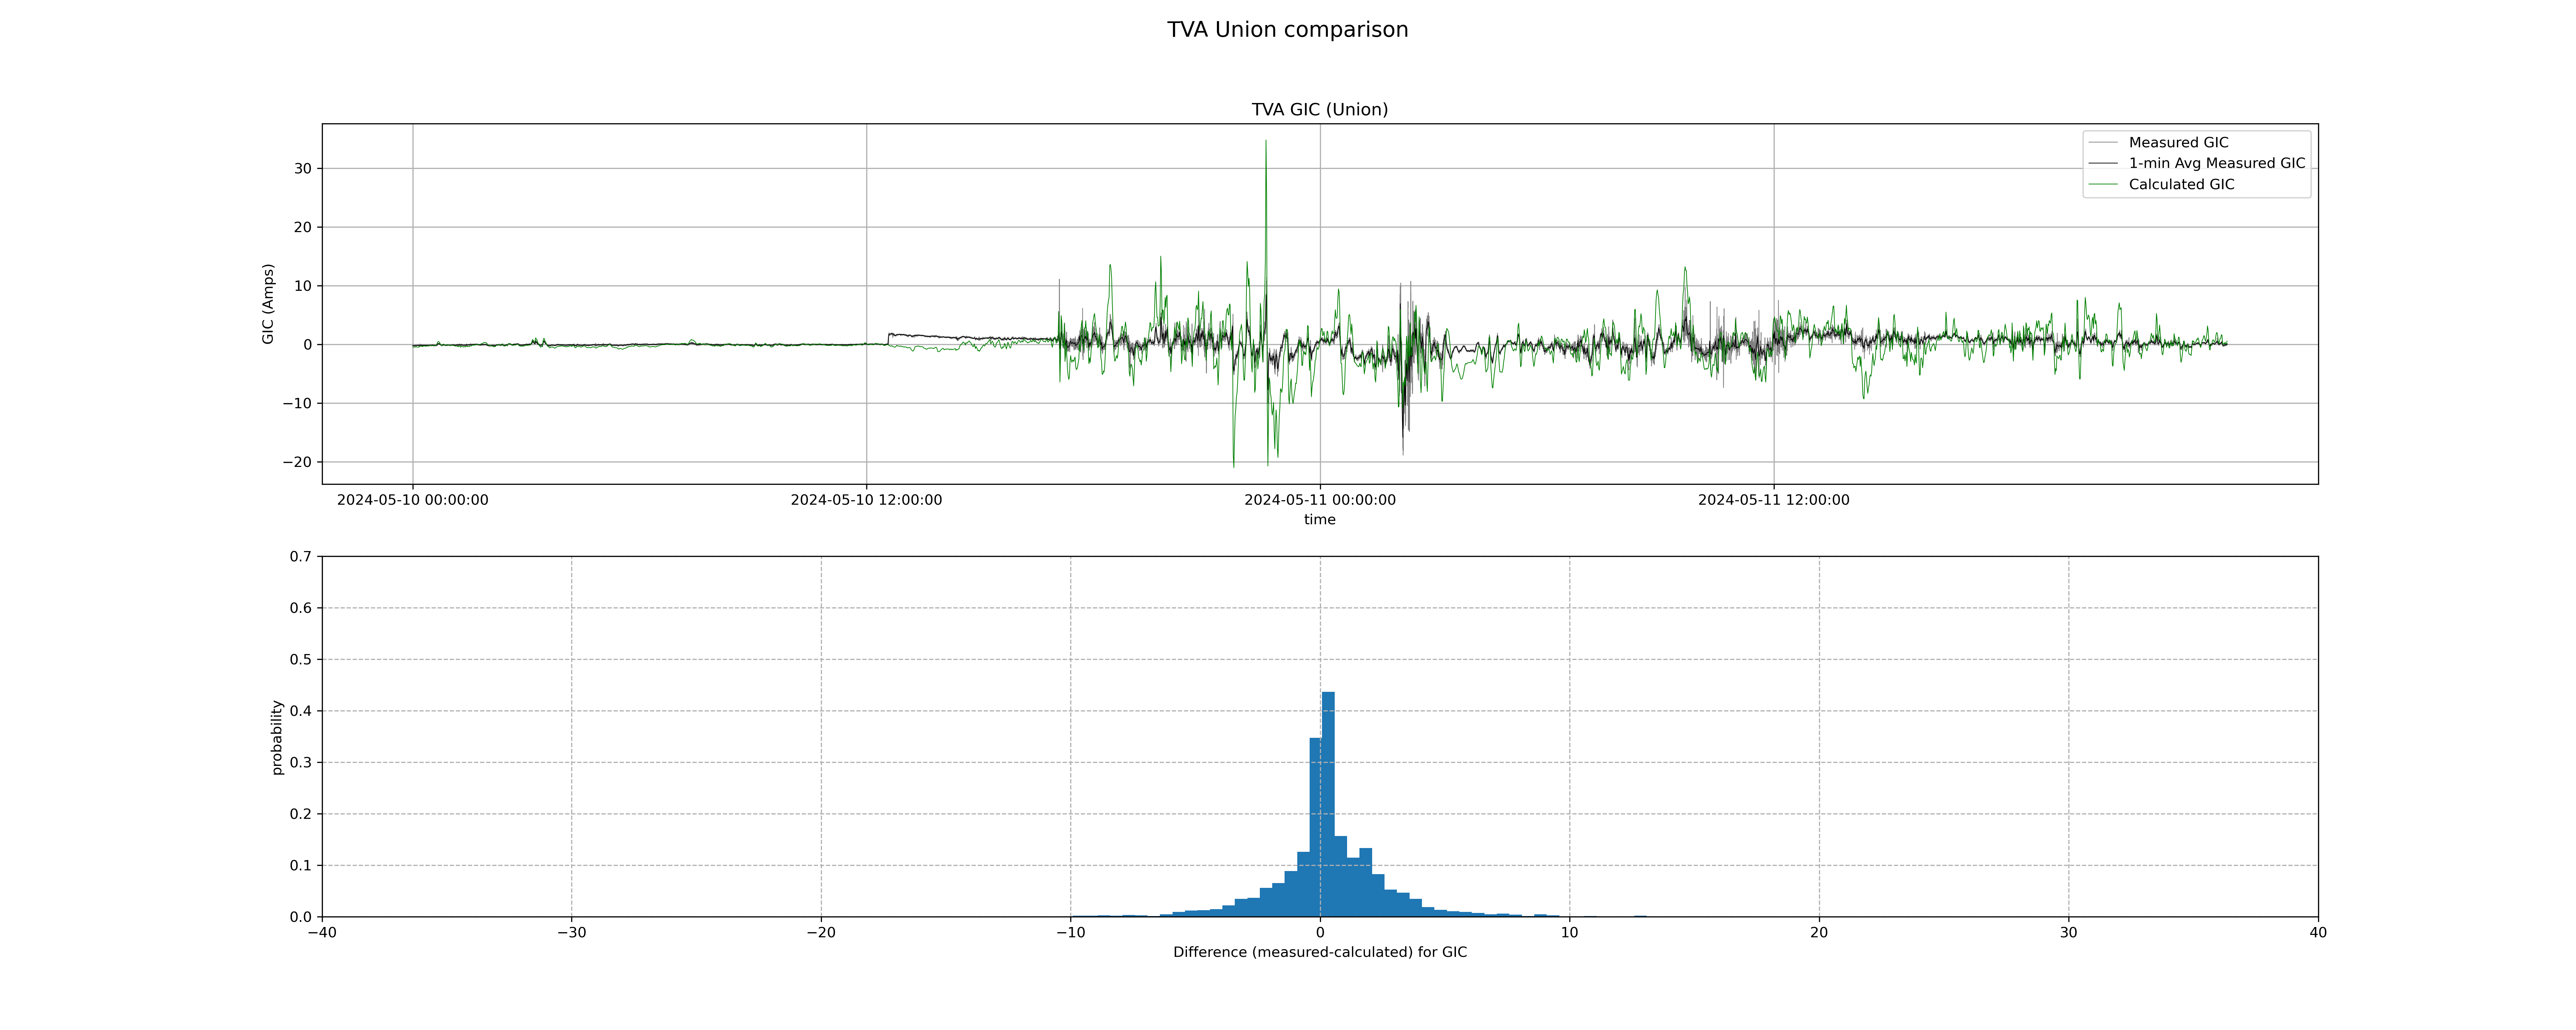 TVA Union comparison
TVA GIC (Union)
Measured GIC
1-min Avg Measured GIC
Calculated GIC
GIC (Amps)
30
20
10
0
−10
−20
2024-05-10 00:00:00 2024-05-10 12:00:00 2024-05-11 00:00:00 2024-05-11 12:00:00
time
probability
0.7
0.6
0.5
0.4
0.3
0.2
0.1
0.0
−40 −30 −20 −10 0 10 20 30 40
Difference (measured-calculated) for GIC